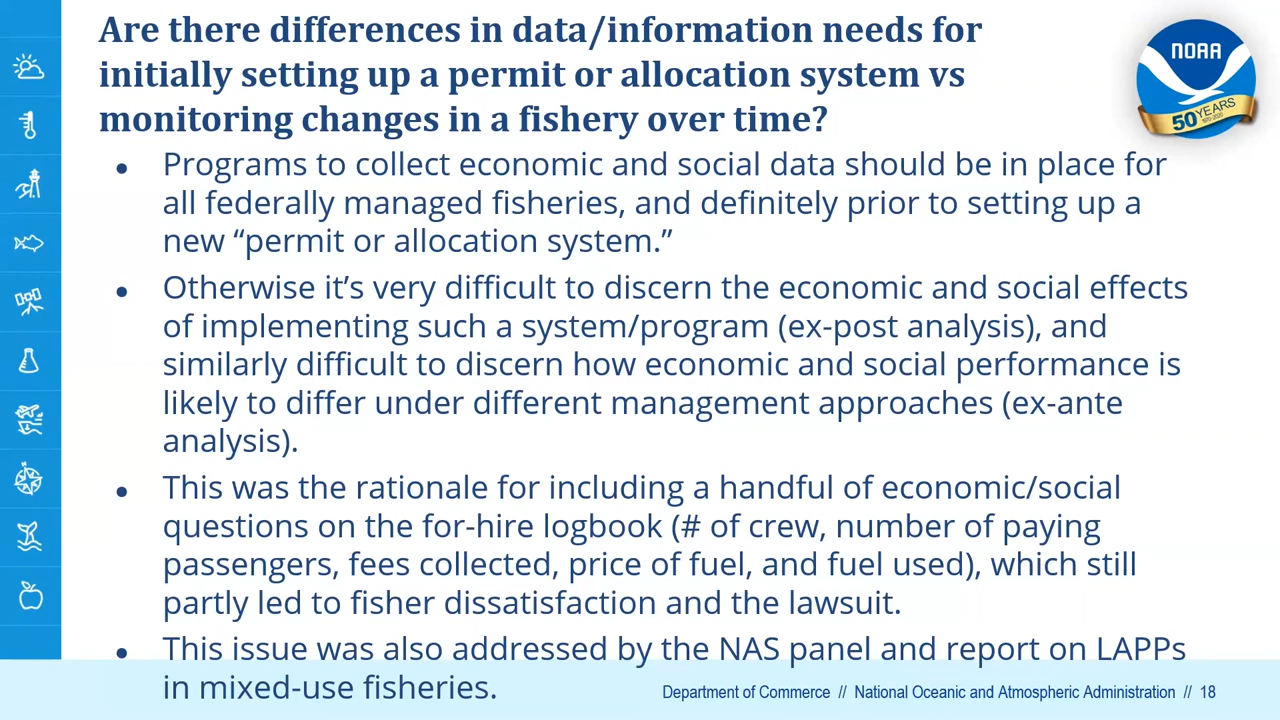 Are there differences in data/information needs for
initially setting up a permit or allocation system vs
monitoring changes in a fishery over time?
NOAA
50 YEARS
1970-2020
• Programs to collect economic and social data should be in place for
all federally managed fisheries, and definitely prior to setting up a
new “permit or allocation system.”
• Otherwise it’s very difficult to discern the economic and social effects
of implementing such a system/program (ex-post analysis), and
similarly difficult to discern how economic and social performance is
likely to differ under different management approaches (ex-ante
analysis).
• This was the rationale for including a handful of economic/social
questions on the for-hire logbook (# of crew, number of paying
passengers, fees collected, price of fuel, and fuel used), which still
partly led to fisher dissatisfaction and the lawsuit.
• This issue was also addressed by the NAS panel and report on LAPPs
in mixed-use fisheries.
Department of Commerce // National Oceanic and Atmospheric Administration // 18